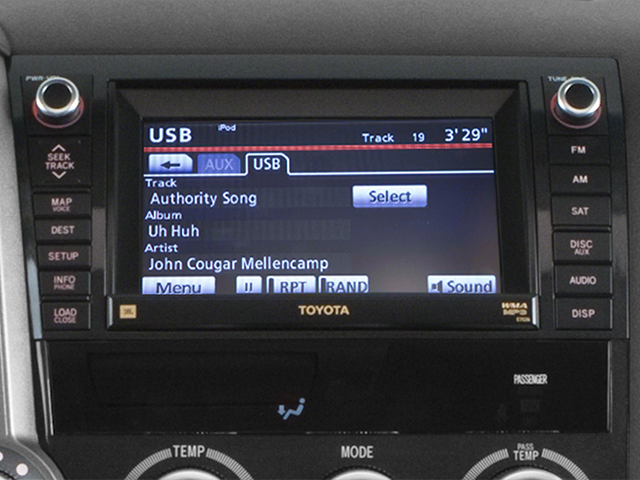 PWR·VOL
TUNE·
USB iPod Track 19 3'29"
AUX USB
Track
Authority Song Select
Album
Uh Huh
Artist
John Cougar Mellencamp
Menu II RPT RAND Sound
SEEK
TRACK
MAP
VOICE
DEST
SETUP
INFO
PHONE
LOAD
CLOSE
FM
AM
SAT
DISC
AUX
AUDIO
DISP
JBL TOYOTA WMA
MP3
PASSENGER
TEMP MODE PASS
TEMP